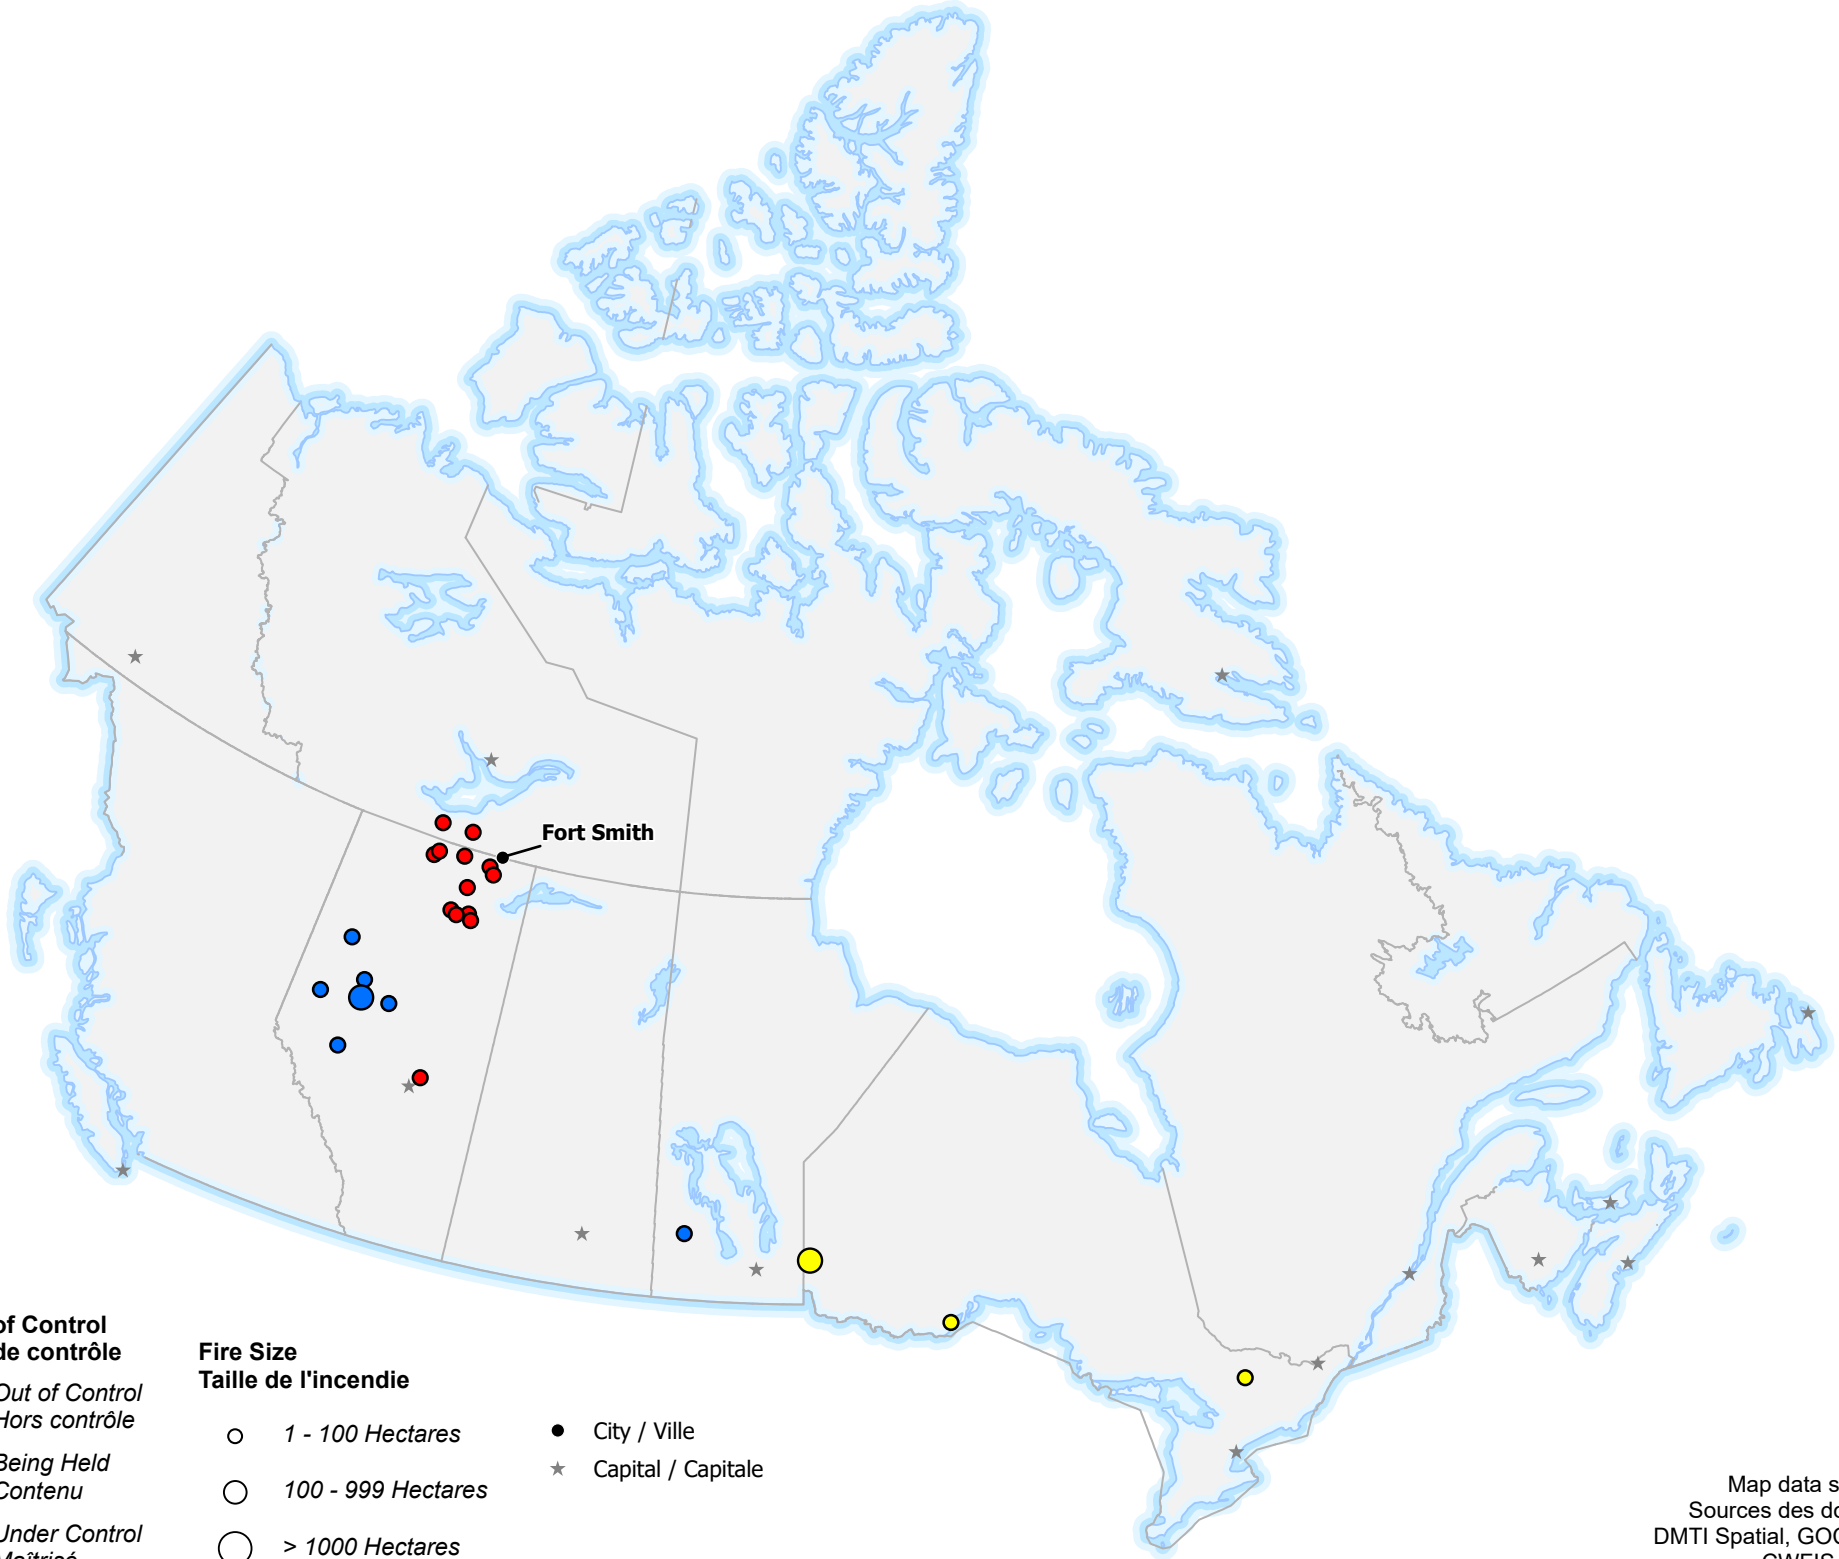 Fort Smith
of Control
de contrôle
Out of Control
Hors contrôle
Being Held
Contenu
Under Control
Maîtrisé
Fire Size
Taille de l'incendie
1 - 100 Hectares
100 - 999 Hectares
> 1000 Hectares
City / Ville
Capital / Capitale
Map data s
Sources des do
DMTI Spatial, GOC
CWFIS